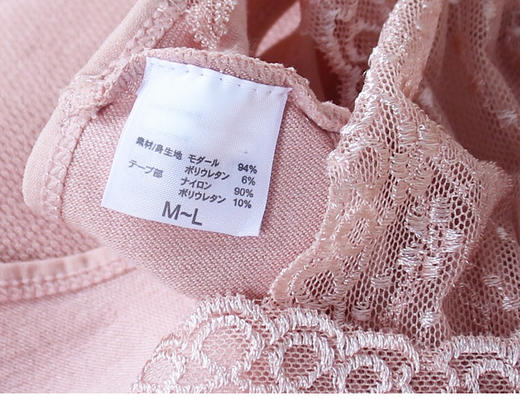 素材/身生地 モダール 94%
ポリウレタン 6%
テープ部 ナイロン 90%
ポリウレタン 10%
M~L